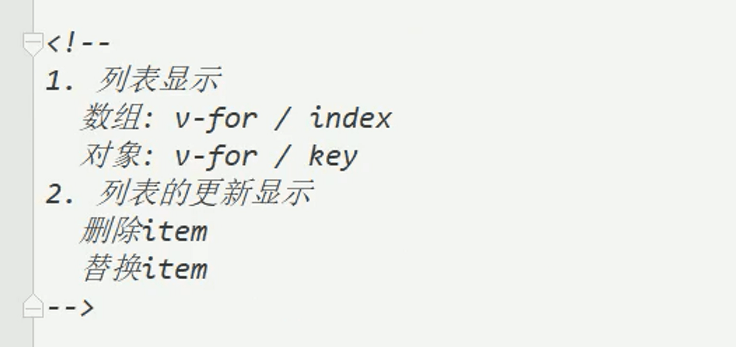 <!--
1. 列表显示
数组: v-for / index
对象: v-for / key
2. 列表的更新显示
删除item
替换item
-->